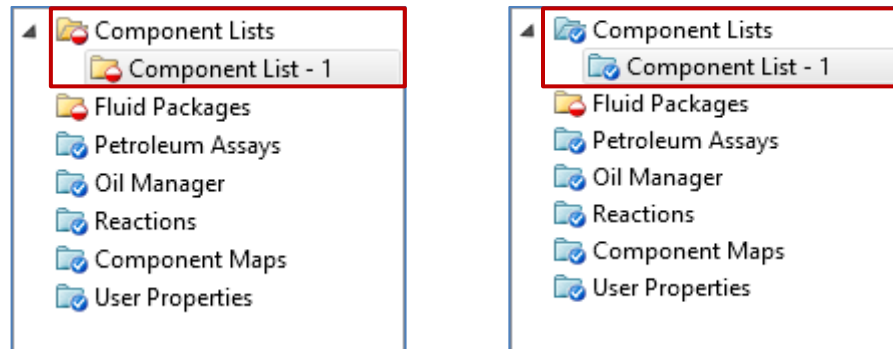 Component Lists
Component List - 1
Fluid Packages
Petroleum Assays
Oil Manager
Reactions
Component Maps
User Properties
Component Lists
Component List - 1
Fluid Packages
Petroleum Assays
Oil Manager
Reactions
Component Maps
User Properties